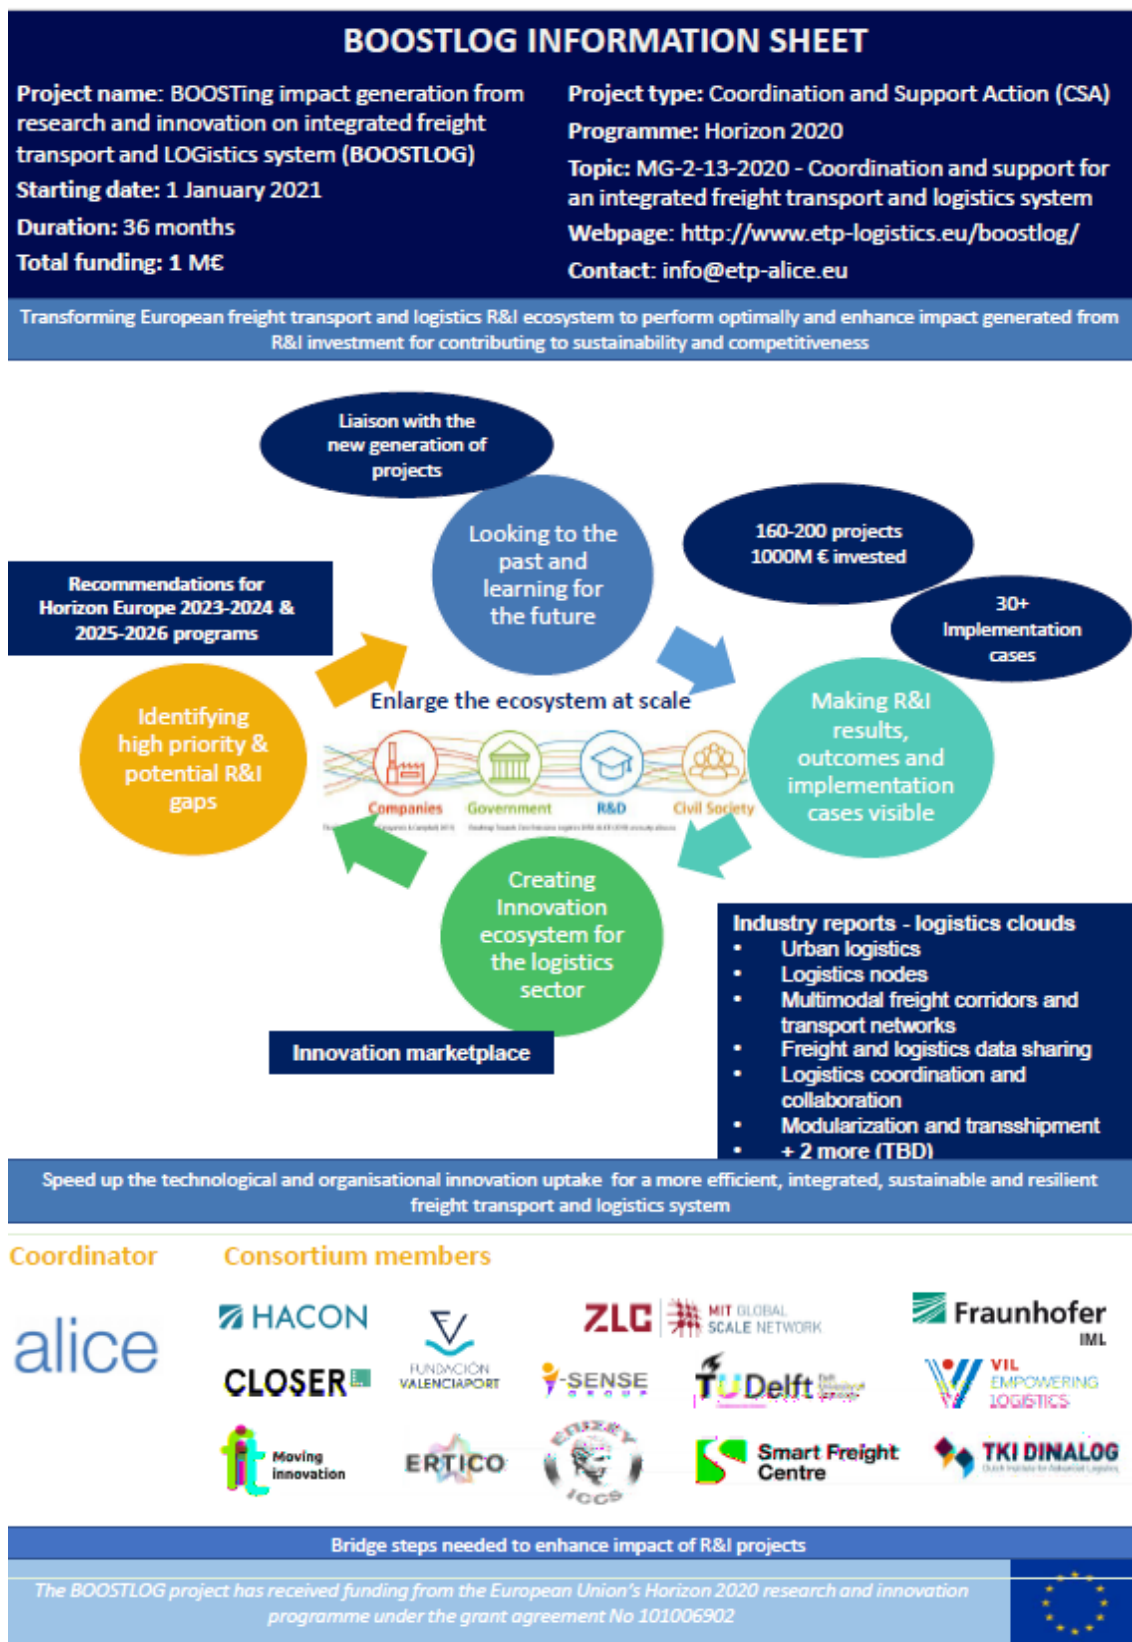 BOOSTLOG INFORMATION SHEET
Project name: BOOSTing impact generation from
research and innovation on integrated freight
transport and LOGistics system (BOOSTLOG)
Starting date: 1 January 2021
Duration: 36 months
Total funding: 1 M€
Project type: Coordination and Support Action (CSA)
Programme: Horizon 2020
Topic: MG-2-13-2020 - Coordination and support for
an integrated freight transport and logistics system
Webpage: http://www.etp-logistics.eu/boostlog/
Contact: info@etp-alice.eu
Transforming European freight transport and logistics R&I ecosystem to perform optimally and enhance impact generated from
R&I investment for contributing to sustainability and competitiveness
Liaison with the
new generation of
projects
Looking to the
past and
learning for
the future
160-200 projects
1000M € invested
30+
Implementation
cases
Recommendations for
Horizon Europe 2023-2024 &
2025-2026 programs
Identifying
high priority &
potential R&I
gaps
Enlarge the ecosystem at scale
Companies
Government
R&D
Civil Society
Making R&I
results,
outcomes and
implementation
cases visible
Creating
Innovation
ecosystem for
the logistics
sector
Innovation marketplace
Industry reports - logistics clouds
• Urban logistics
• Logistics nodes
• Multimodal freight corridors and
transport networks
• Freight and logistics data sharing
• Logistics coordination and
collaboration
• Modularization and transshipment
• + 2 more (TBD)
Speed up the technological and organisational innovation uptake for a more efficient, integrated, sustainable and resilient
freight transport and logistics system
Coordinator
Consortium members
alice
HACON
FUNDACIÓN
VALENCIAPORT
ZLC
MIT GLOBAL
SCALE NETWORK
Fraunhofer
IML
CLOSER
i-SENSE
GROUP
TUDelft
VIL
EMPOWERING
LOGISTICS
it
Moving
innovation
ERTICO
ICCS
Smart Freight
Centre
TKI DINALOG
Bridge steps needed to enhance impact of R&I projects
The BOOSTLOG project has received funding from the European Union's Horizon 2020 research and innovation
programme under the grant agreement No 101006902